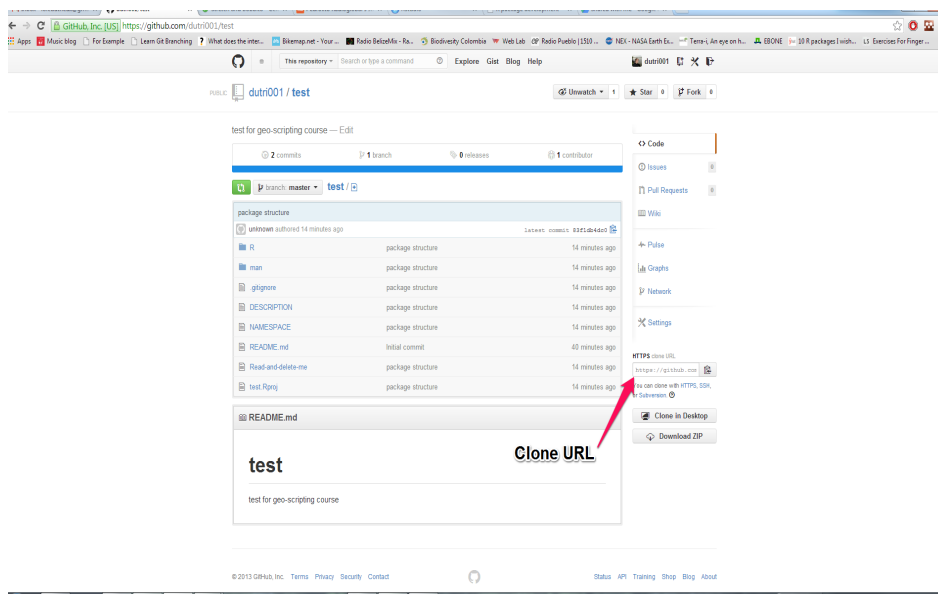 GitHub, Inc. [US] https://github.com/dutri001/test
Apps Music blog For Example Learn Git Branching What does the inter... Bikemap.net - Your ... Radio BelizeMix - Ra... Biodivesity Colombia Web Lab Radio Pueblo (1510 ... NEX - NASA Earth Ex... Terra-i, An eye on h... EBONE 10 R packages I wish... Exercises For Finger ...
This repository Search or type a command Explore Gist Blog Help dutri001
PUBLIC dutri001 / test Unwatch 1 Star 0 Fork 0
test for geo-scripting course — Edit
2 commits 1 branch 0 releases 1 contributor
branch: master test /
package structure
unknown authored 14 minutes ago latest commit
R package structure 14 minutes ago
man package structure 14 minutes ago
.gitignore package structure 14 minutes ago
DESCRIPTION package structure 14 minutes ago
NAMESPACE package structure 14 minutes ago
README.md Initial commit 40 minutes ago
Read-and-delete-me package structure 14 minutes ago
test.Rproj package structure 14 minutes ago
README.md
test
test for geo-scripting course
Code
Issues 0
Pull Requests 0
Wiki
Pulse
Graphs
Network
Settings
HTTPS clone URL
https://github.com
You can clone with HTTPS, SSH,
or Subversion.
Clone in Desktop
Download ZIP
Clone URL
© 2013 GitHub, Inc. Terms Privacy Security Contact Status API Training Shop Blog About